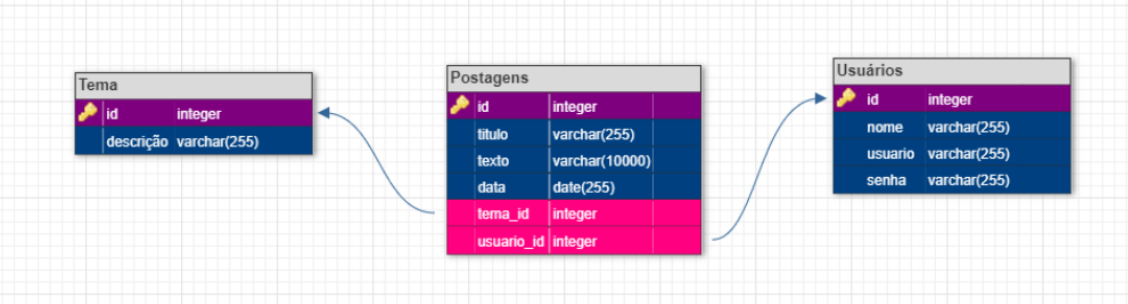 Tema
id integer
descrição varchar(255)
Postagens
id integer
titulo varchar(255)
texto varchar(10000)
data date(255)
tema_id integer
usuario_id integer
Usuários
id integer
nome varchar(255)
usuario varchar(255)
senha varchar(255)